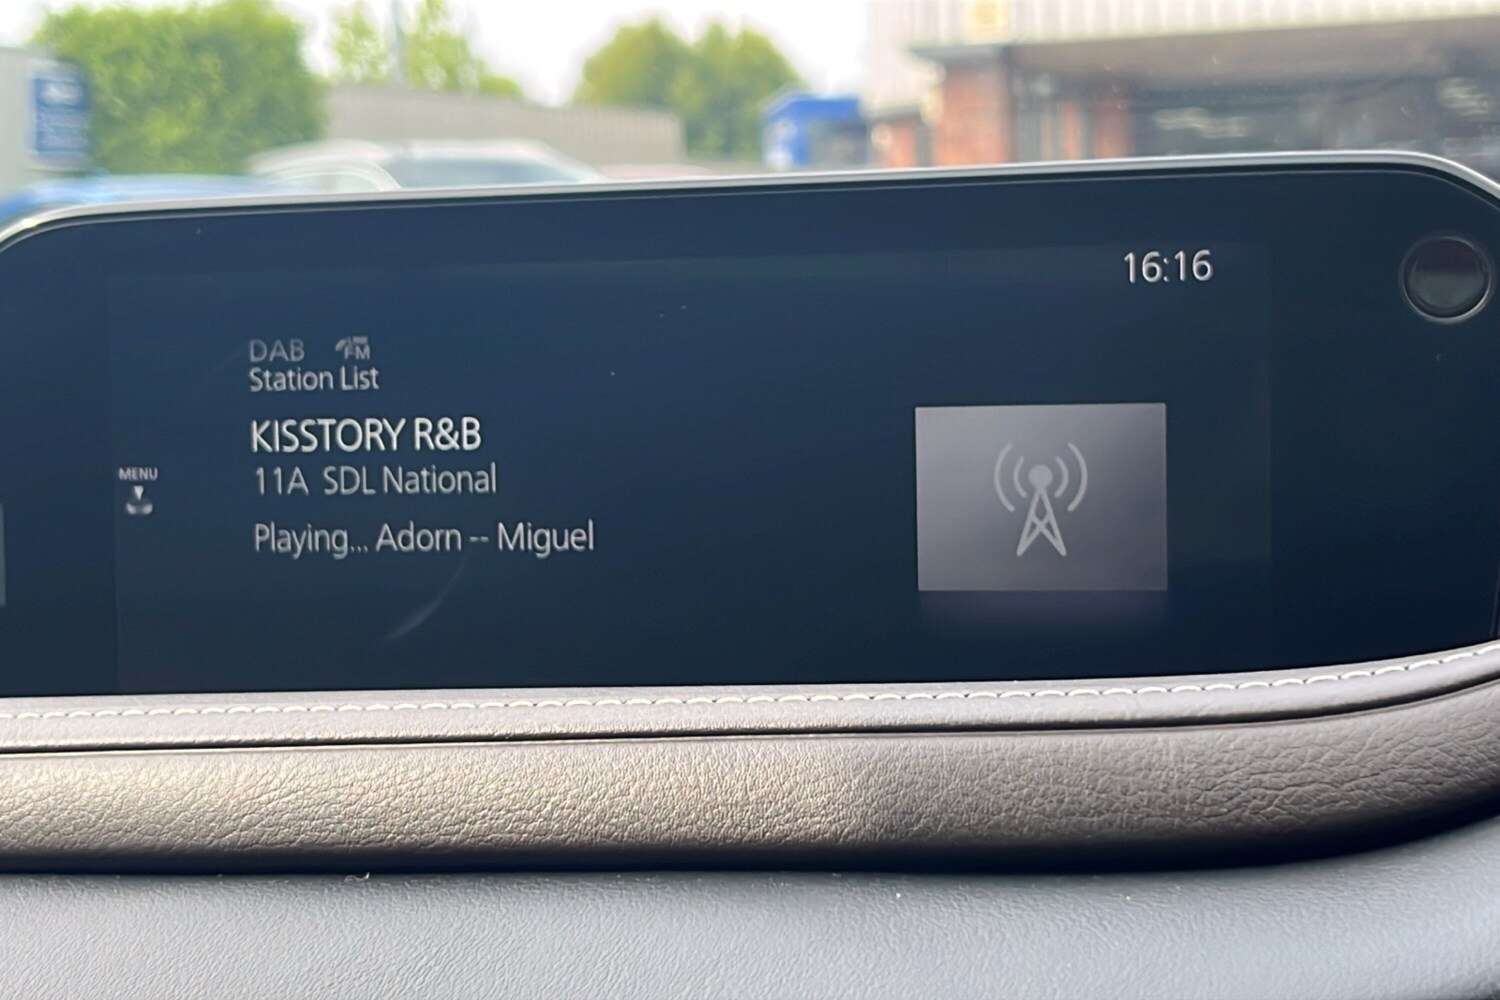 16:16
DAB FM
Station List
KISSTORY R&B
MENU
11A SDL National
Playing... Adorn -- Miguel